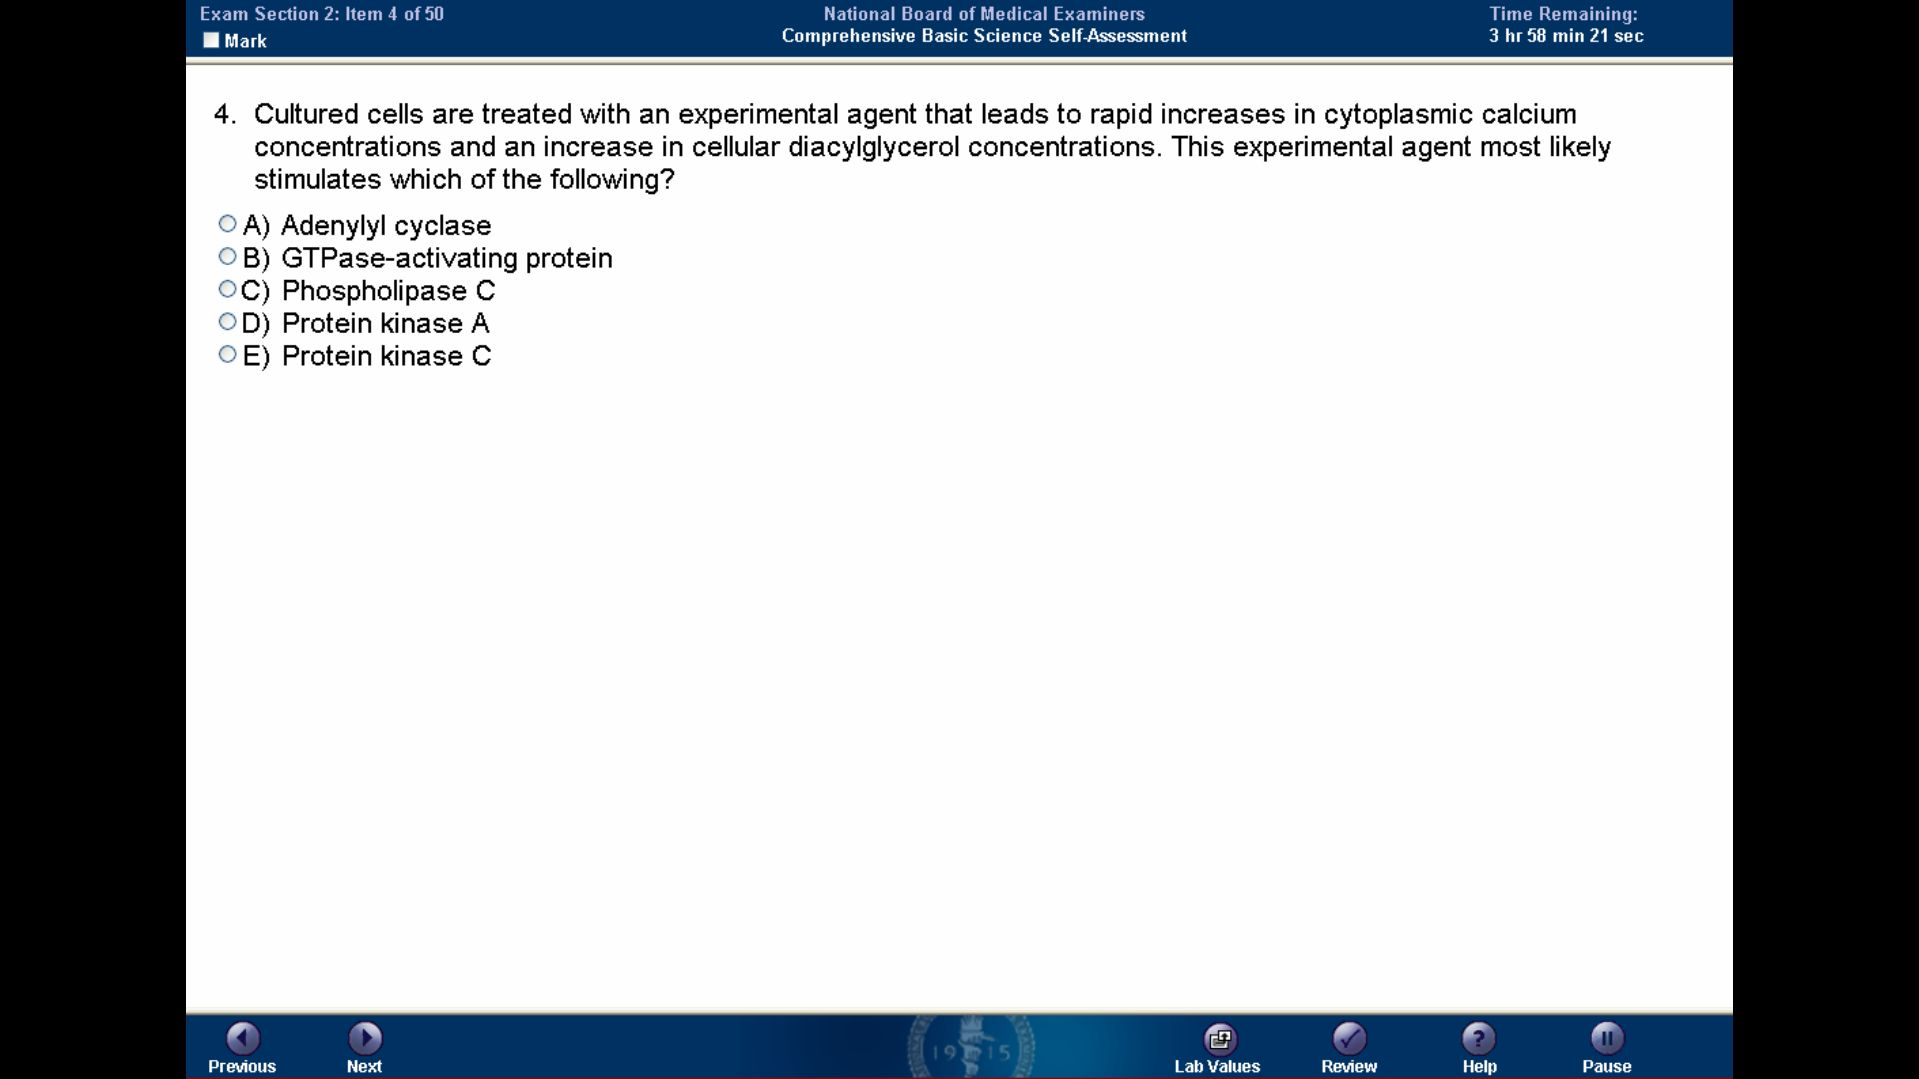 Exam Section 2: Item 4 of 50
National Board of Medical Examiners
Time Remaining:
Mark
Comprehensive Basic Science Self-Assessment
3 hr 58 min 21 sec
4. Cultured cells are treated with an experimental agent that leads to rapid increases in cytoplasmic calcium
concentrations and an increase in cellular diacylglycerol concentrations. This experimental agent most likely
stimulates which of the following?
A) Adenylyl cyclase
B) GTPase-activating protein
C) Phospholipase C
D) Protein kinase A
E) Protein kinase C
1915
Previous
Next
Lab Values
Review
Help
Pause